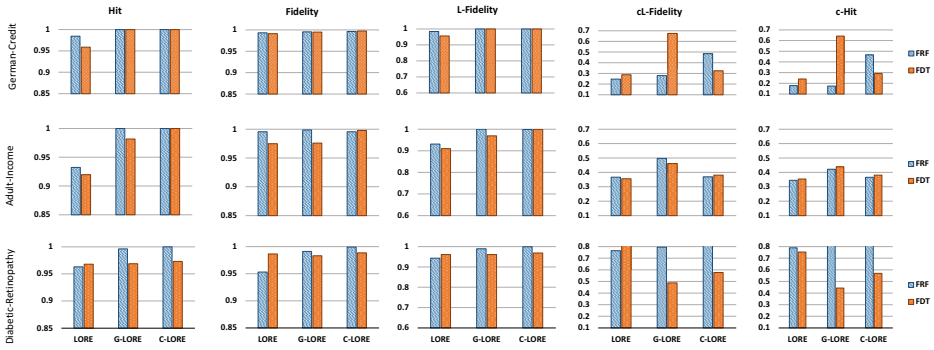 Hit Fidelity L-Fidelity cL-Fidelity c-Hit
German-Credit
1 0.95 0.9 0.85
1 0.95 0.9 0.85
1 0.9 0.8 0.7 0.6
0.7 0.6 0.5 0.4 0.3 0.2 0.1
0.7 0.6 0.5 0.4 0.3 0.2 0.1
FRF
FDT
Adult-Income
1 0.95 0.9 0.85
1 0.95 0.9 0.85
1 0.9 0.8 0.7 0.6
0.7 0.6 0.5 0.4 0.3 0.2 0.1
0.7 0.6 0.5 0.4 0.3 0.2 0.1
FRF
FDT
Diabetic-Retinopathy
1 0.95 0.9 0.85
1 0.95 0.9 0.85
1 0.9 0.8 0.7 0.6
0.8 0.7 0.6 0.5 0.4 0.3 0.2 0.1
0.8 0.7 0.6 0.5 0.4 0.3 0.2 0.1
FRF
FDT
LORE G-LORE C-LORE LORE G-LORE C-LORE LORE G-LORE C-LORE LORE G-LORE C-LORE LORE G-LORE C-LORE